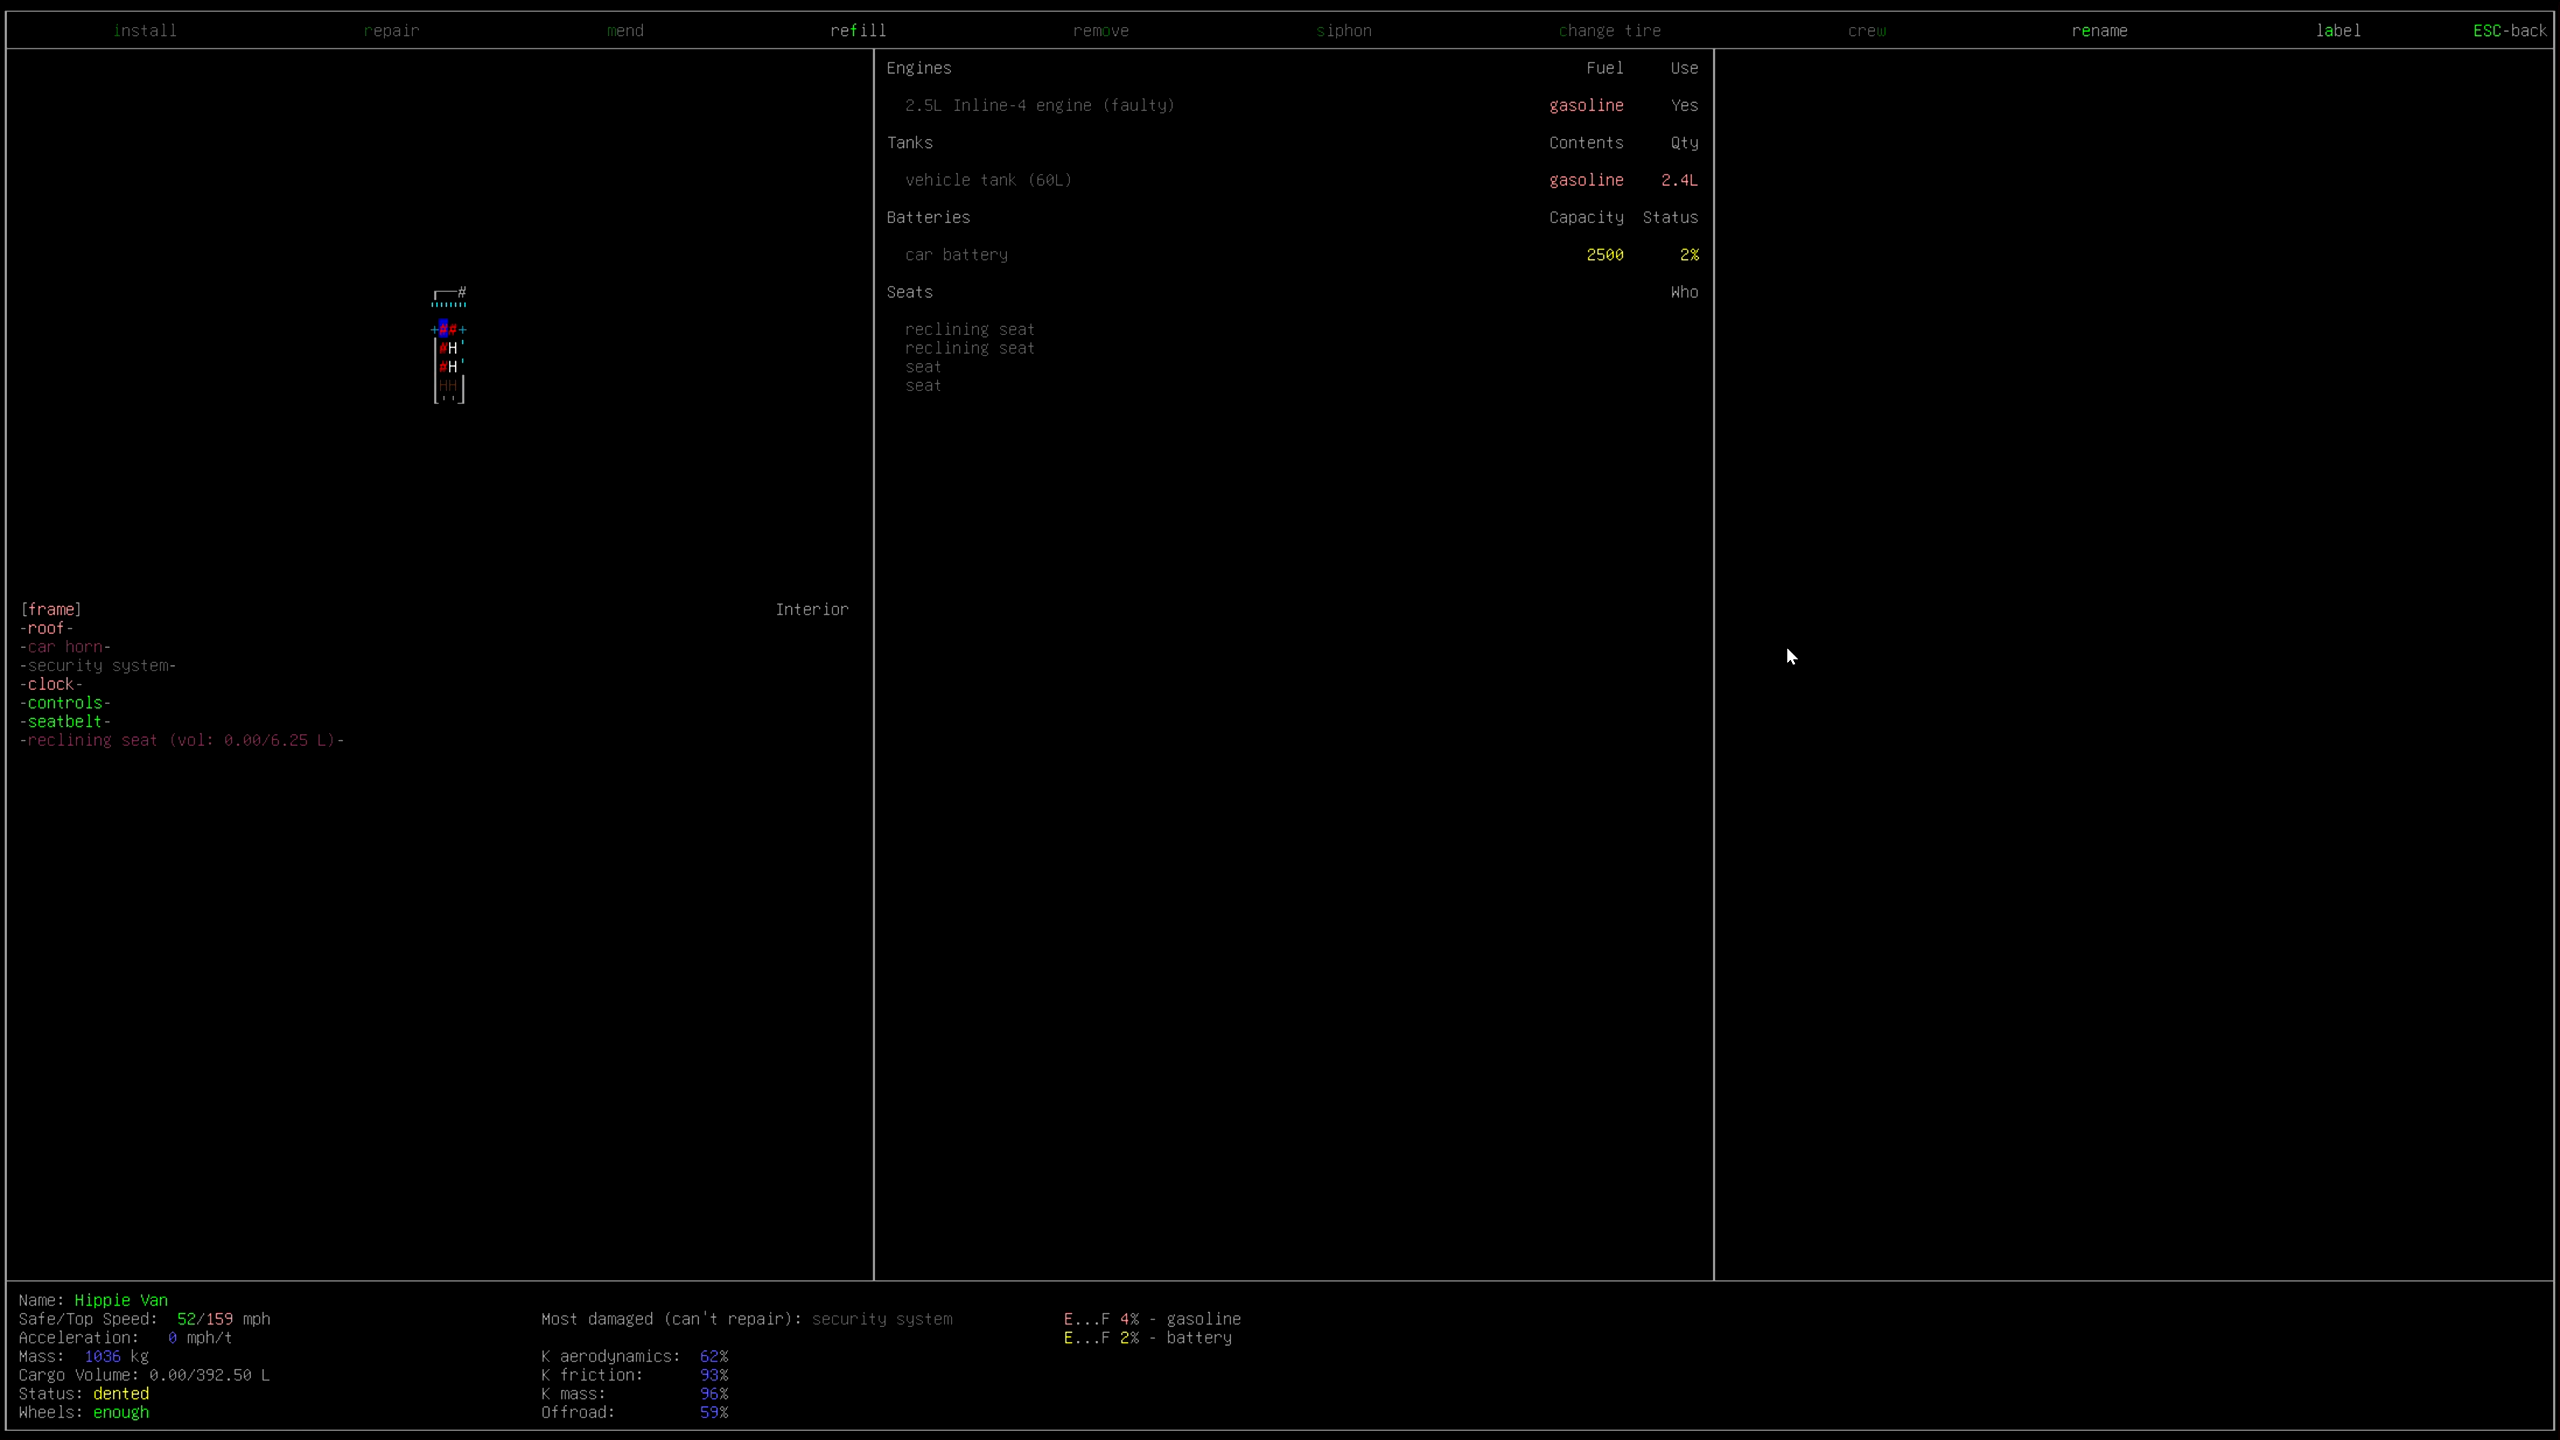 install repair mend refill remove siphon change tire crew rename label ESC-back
Engines Fuel Use
2.5L Inline-4 engine (faulty) gasoline Yes
Tanks Contents Qty
vehicle tank (60L) gasoline 2.4L
Batteries Capacity Status
car battery 2500 2%
Seats Who
reclining seat
reclining seat
seat
seat
+##+
#H'
#H'
HH
[frame] Interior
-roof-
-car horn-
-security system-
-clock-
-controls-
-seatbelt-
-reclining seat (vol: 0.00/6.25 L)-
Name: Hippie Van
Safe/Top Speed: 52/159 mph
Acceleration: 0 mph/t
Mass: 1036 kg
Cargo Volume: 0.00/392.50 L
Status: dented
Wheels: enough
Most damaged (can't repair): security system
K aerodynamics: 62%
K friction: 93%
K mass: 96%
Offroad: 59%
E...F 4% - gasoline
E...F 2% - battery